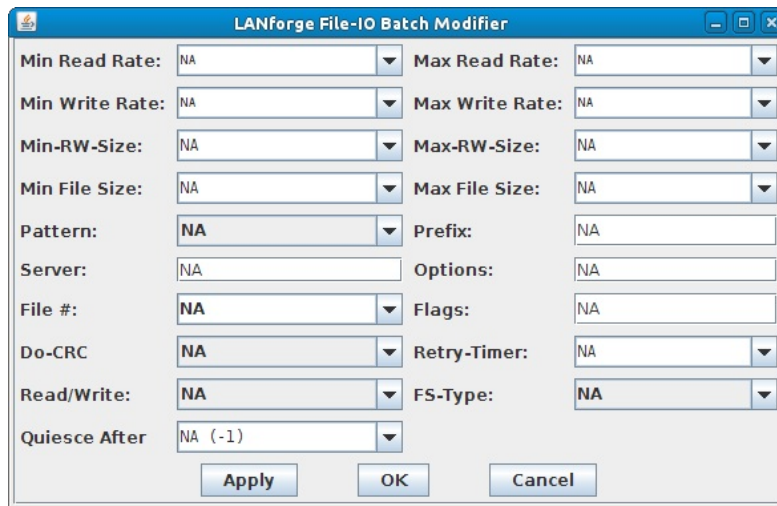 LANforge File-IO Batch Modifier
Min Read Rate: NA Max Read Rate: NA
Min Write Rate: NA Max Write Rate: NA
Min-RW-Size: NA Max-RW-Size: NA
Min File Size: NA Max File Size: NA
Pattern: NA Prefix: NA
Server: NA Options: NA
File #: NA Flags: NA
Do-CRC NA Retry-Timer: NA
Read/Write: NA FS-Type: NA
Quiesce After NA (-1)
Apply OK Cancel